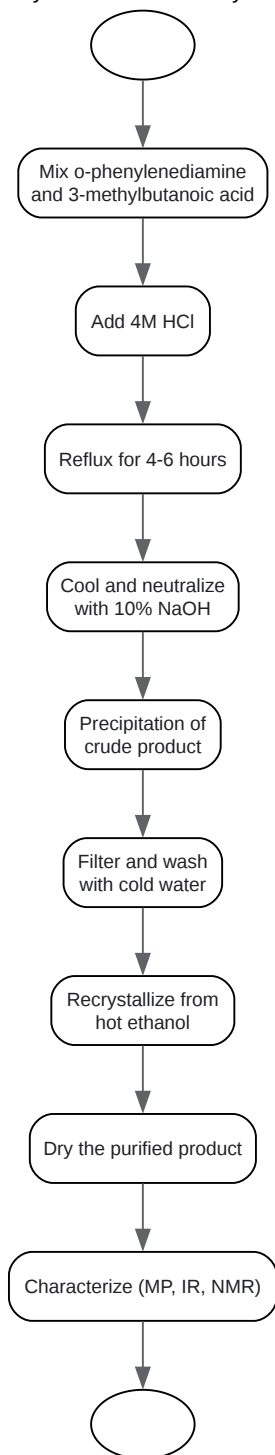 Mix o-phenylenediamine
and 3-methylbutanoic acid
Add 4M HCl
Reflux for 4-6 hours
Cool and neutralize
with 10% NaOH
Precipitation of
crude product
Filter and wash
with cold water
Recrystallize from
hot ethanol
Dry the purified product
Characterize (MP, IR, NMR)